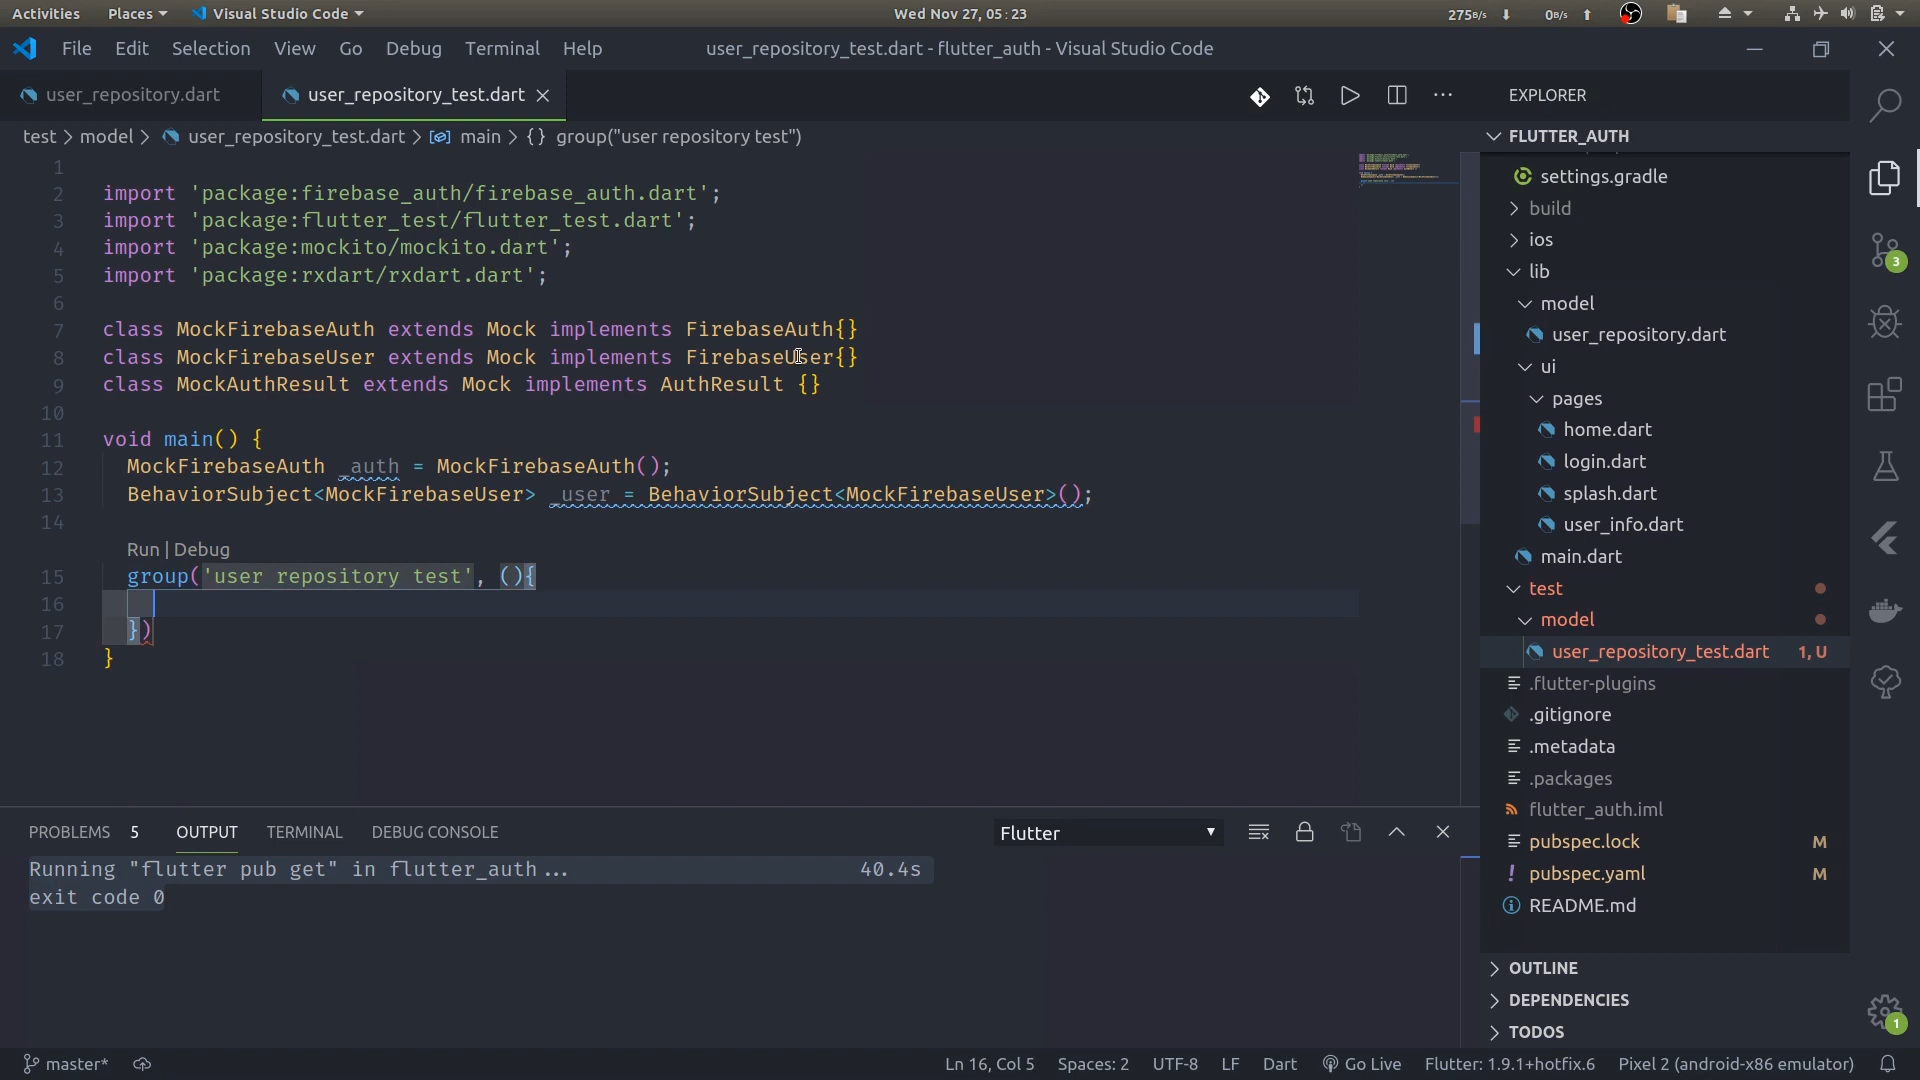 Activities Places Visual Studio Code Wed Nov 27, 05:23 275B/s 0B/s
File Edit Selection View Go Debug Terminal Help user_repository_test.dart - flutter_auth - Visual Studio Code
user_repository.dart user_repository_test.dart EXPLORER
test > model > user_repository_test.dart > main > {} group("user repository test")
1
2 import 'package:firebase_auth/firebase_auth.dart';
3 import 'package:flutter_test/flutter_test.dart';
4 import 'package:mockito/mockito.dart';
5 import 'package:rxdart/rxdart.dart';
6
7 class MockFirebaseAuth extends Mock implements FirebaseAuth{}
8 class MockFirebaseUser extends Mock implements FirebaseUser{}
9 class MockAuthResult extends Mock implements AuthResult {}
10
11 void main() {
12 MockFirebaseAuth _auth = MockFirebaseAuth();
13 BehaviorSubject<MockFirebaseUser> _user = BehaviorSubject<MockFirebaseUser>();
14
Run | Debug
15 group('user repository test', (){
16
17 })
18 }
FLUTTER_AUTH
settings.gradle
build
ios
lib
model
user_repository.dart
ui
pages
home.dart
login.dart
splash.dart
user_info.dart
main.dart
test
model
user_repository_test.dart 1, U
.flutter-plugins
.gitignore
.metadata
.packages
flutter_auth.iml
pubspec.lock M
pubspec.yaml M
README.md
OUTLINE
DEPENDENCIES
TODOS
3
1
PROBLEMS 5 OUTPUT TERMINAL DEBUG CONSOLE Flutter
Running "flutter pub get" in flutter_auth... 40.4s
exit code 0
master* Ln 16, Col 5 Spaces: 2 UTF-8 LF Dart Go Live Flutter: 1.9.1+hotfix.6 Pixel 2 (android-x86 emulator)